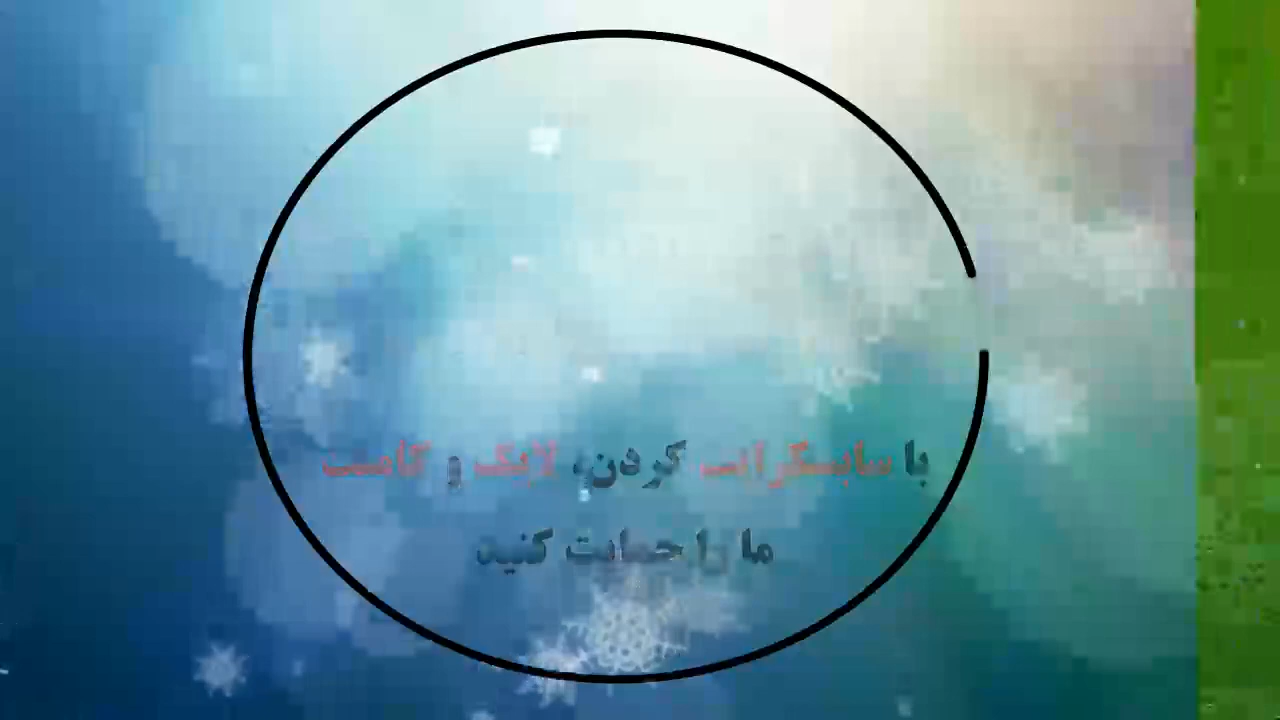 با سابسکرایب کردن، لایک و کامنت
ما را حمایت کنید